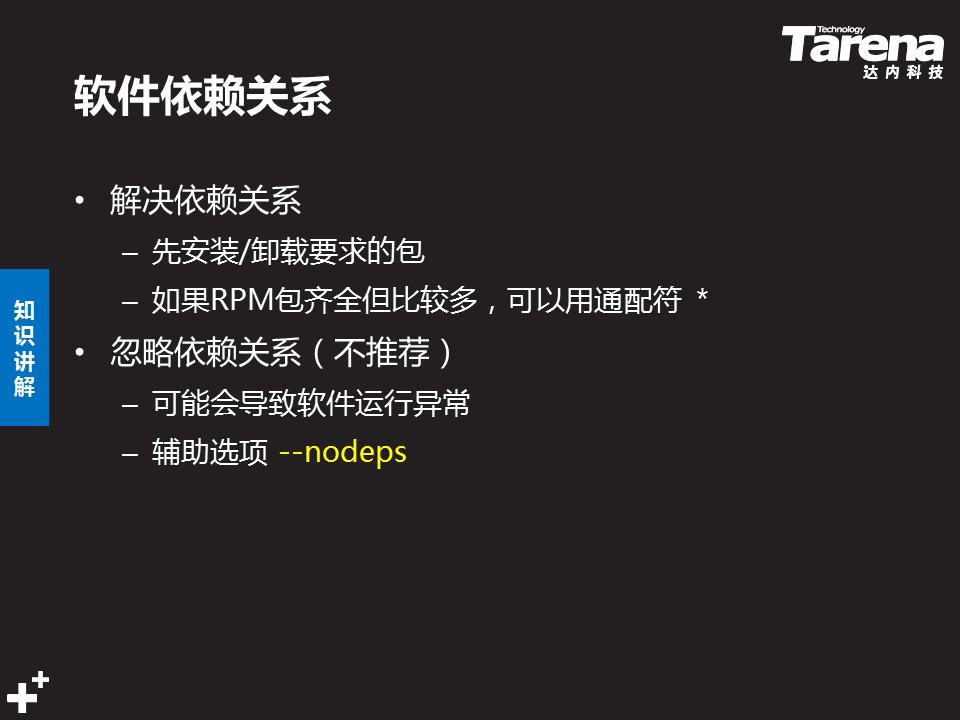 Technology
Tarena
达内科技
软件依赖关系
• 解决依赖关系
– 先安装/卸载要求的包
– 如果RPM包齐全但比较多，可以用通配符 *
• 忽略依赖关系（不推荐）
– 可能会导致软件运行异常
– 辅助选项 --nodeps
知识讲解